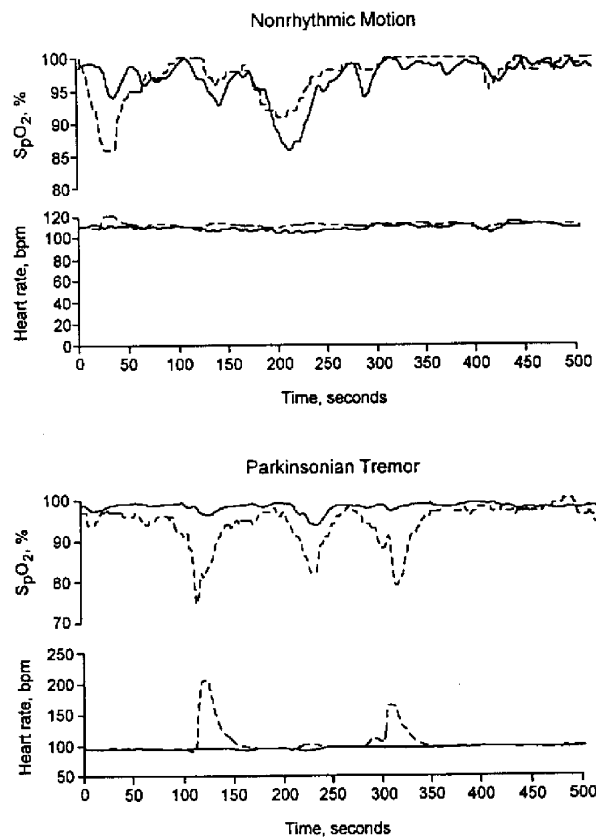 Nonrhythmic Motion
100
95
90
85
80
SpO2, %
120
100
80
60
40
20
0
Heart rate, bpm
0 50 100 150 200 250 300 350 400 450 500
Time, seconds
Parkinsonian Tremor
100
90
80
70
SpO2, %
250
200
150
100
50
Heart rate, bpm
0 50 100 150 200 250 300 350 400 450 500
Time, seconds